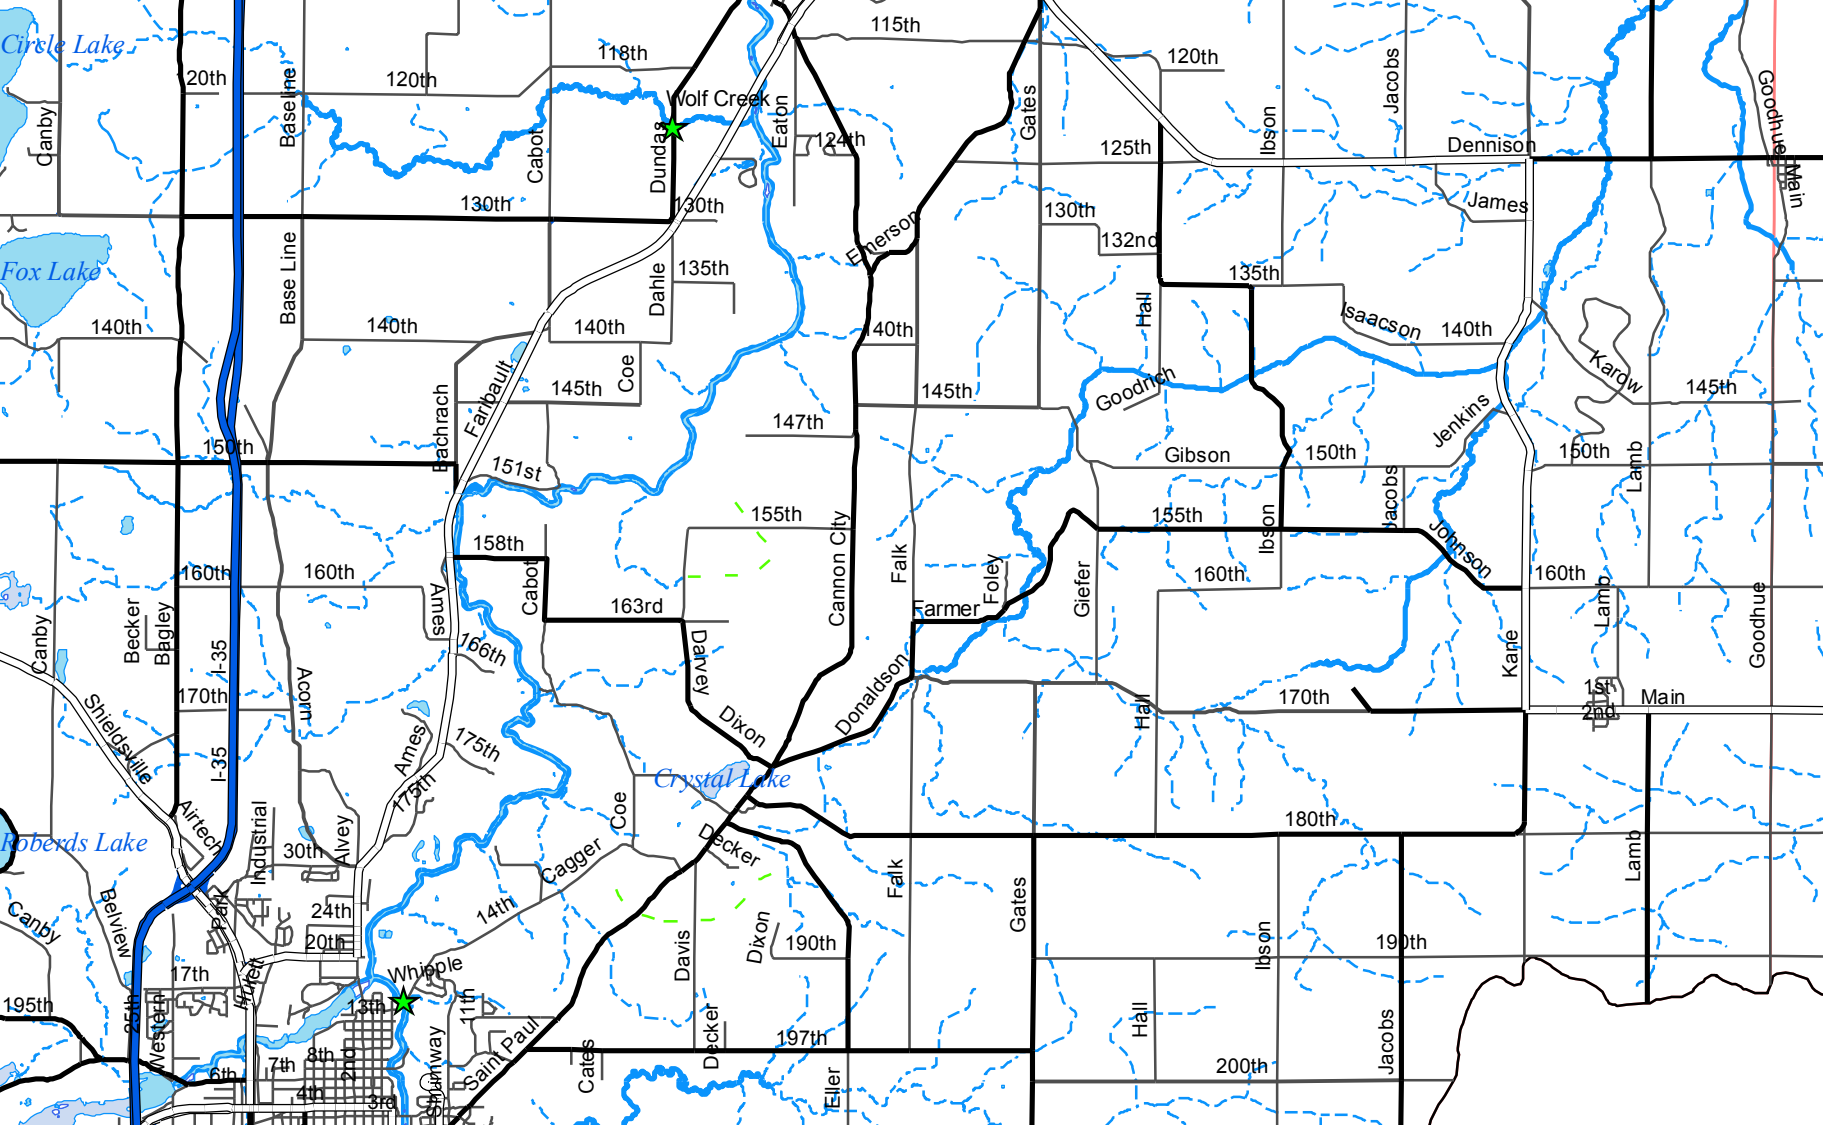 115th
Circle Lake
118th
120th
120th
20th
Jacobs
Baseline
Goodhue
Wolf Creek
Gates
Eaton
Ibson
Canby
124th
Dennison
125th
Cabot
Dundas
Main
James
130th
130th
130th
Emerson
132nd
Base Line
Fox Lake
135th
135th
Dahle
Hall
140th
140th
140th
140th
Isaacson
140th
Coe
Karow
Goodrich
145th
145th
145th
Faribault
Bachrach
147th
Jenkins
150th
Gibson
150th
150th
Lamb
151st
Jacobs
155th
155th
Cannon City
Ibson
Johnson
158th
Falk
Foley
160th
160th
160th
160th
Cabot
Giefer
163rd
Farmer
Ames
Lamb
Becker
Bagley
Canby
I-35
166th
Darvey
Kane
Goodhue
170th
Acorn
Donaldson
Hall
170th
1st
Main
2nd
Dixon
Shieldsville
175th
Ames
I-35
Crystal Lake
175th
Coe
180th
Airtech
Industrial
Alvey
Roberds Lake
30th
Decker
Cagger
Lamb
Falk
Park
24th
14th
Gates
Canby
Belview
20th
Davis
Dixon
190th
Ibson
190th
17th
Whipple
Hulett
195th
25th
Western
13th
11th
Hall
Jacobs
Decker
197th
Saint Paul
8th
7th
2nd
Cates
200th
6th
4th
3rd
Shumway
Eller